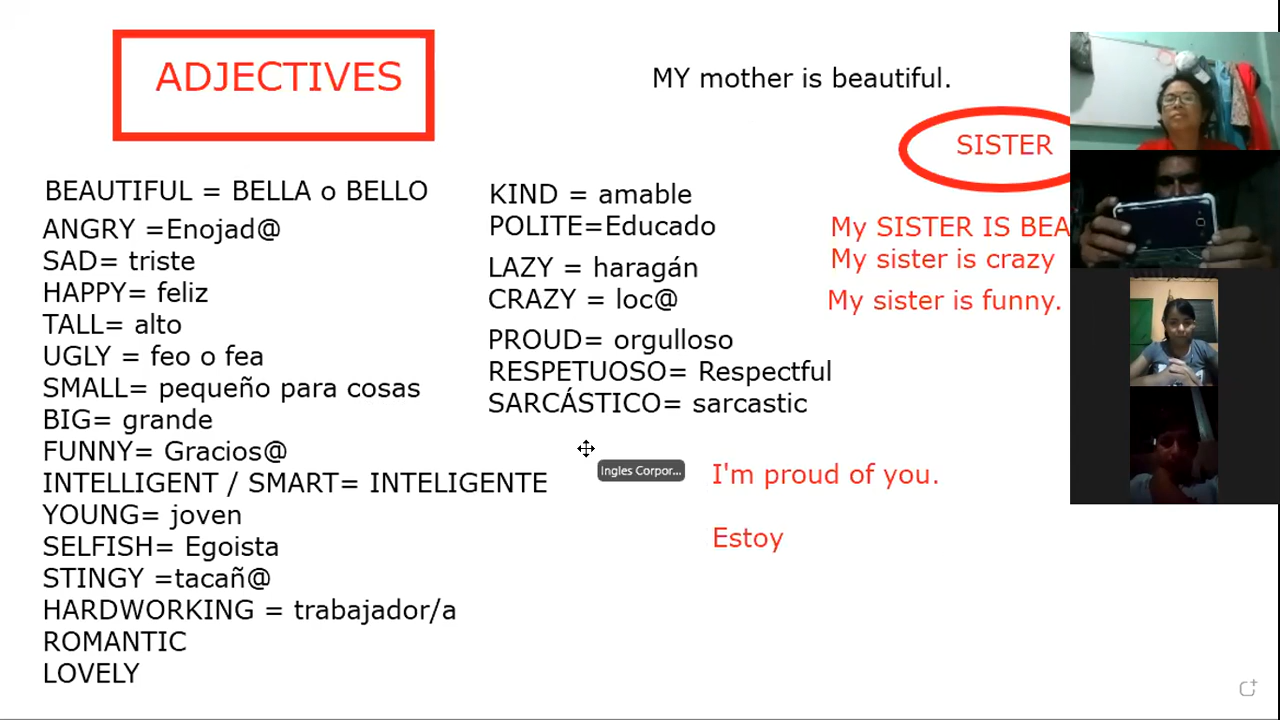 ADJECTIVES
MY mother is beautiful.
SISTER
BEAUTIFUL = BELLA o BELLO
ANGRY =Enojad@
SAD= triste
HAPPY= feliz
TALL= alto
UGLY = feo o fea
SMALL= pequeño para cosas
BIG= grande
FUNNY= Gracios@
INTELLIGENT / SMART= INTELIGENTE
YOUNG= joven
SELFISH= Egoista
STINGY =tacañ@
HARDWORKING = trabajador/a
ROMANTIC
LOVELY
KIND = amable
POLITE=Educado
LAZY = haragán
CRAZY = loc@
PROUD= orgulloso
RESPETUOSO= Respectful
SARCÁSTICO= sarcastic
My SISTER IS BEA
My sister is crazy
My sister is funny.
Ingles Corpor...
I'm proud of you.
Estoy